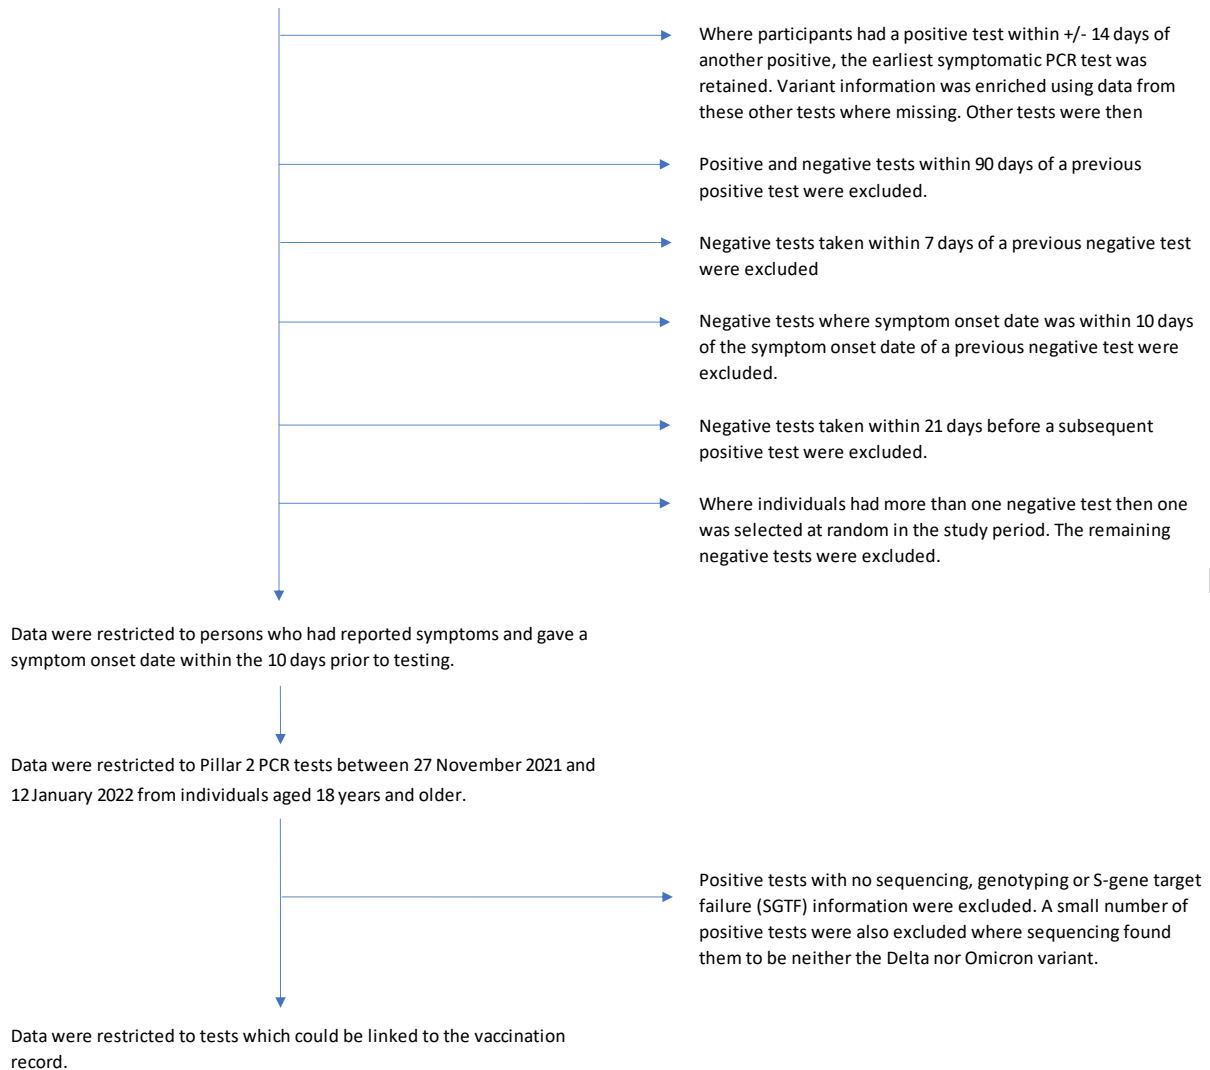 Where participants had a positive test within +/- 14 days of
another positive, the earliest symptomatic PCR test was
retained. Variant information was enriched using data from
these other tests where missing. Other tests were then
Positive and negative tests within 90 days of a previous
positive test were excluded.
Negative tests taken within 7 days of a previous negative test
were excluded
Negative tests where symptom onset date was within 10 days
of the symptom onset date of a previous negative test were
excluded.
Negative tests taken within 21 days before a subsequent
positive test were excluded.
Where individuals had more than one negative test then one
was selected at random in the study period. The remaining
negative tests were excluded.
Data were restricted to persons who had reported symptoms and gave a
symptom onset date within the 10 days prior to testing.
Data were restricted to Pillar 2 PCR tests between 27 November 2021 and
12 January 2022 from individuals aged 18 years and older.
Positive tests with no sequencing, genotyping or S-gene target
failure (SGTF) information were excluded. A small number of
positive tests were also excluded where sequencing found
them to be neither the Delta nor Omicron variant.
Data were restricted to tests which could be linked to the vaccination
record.